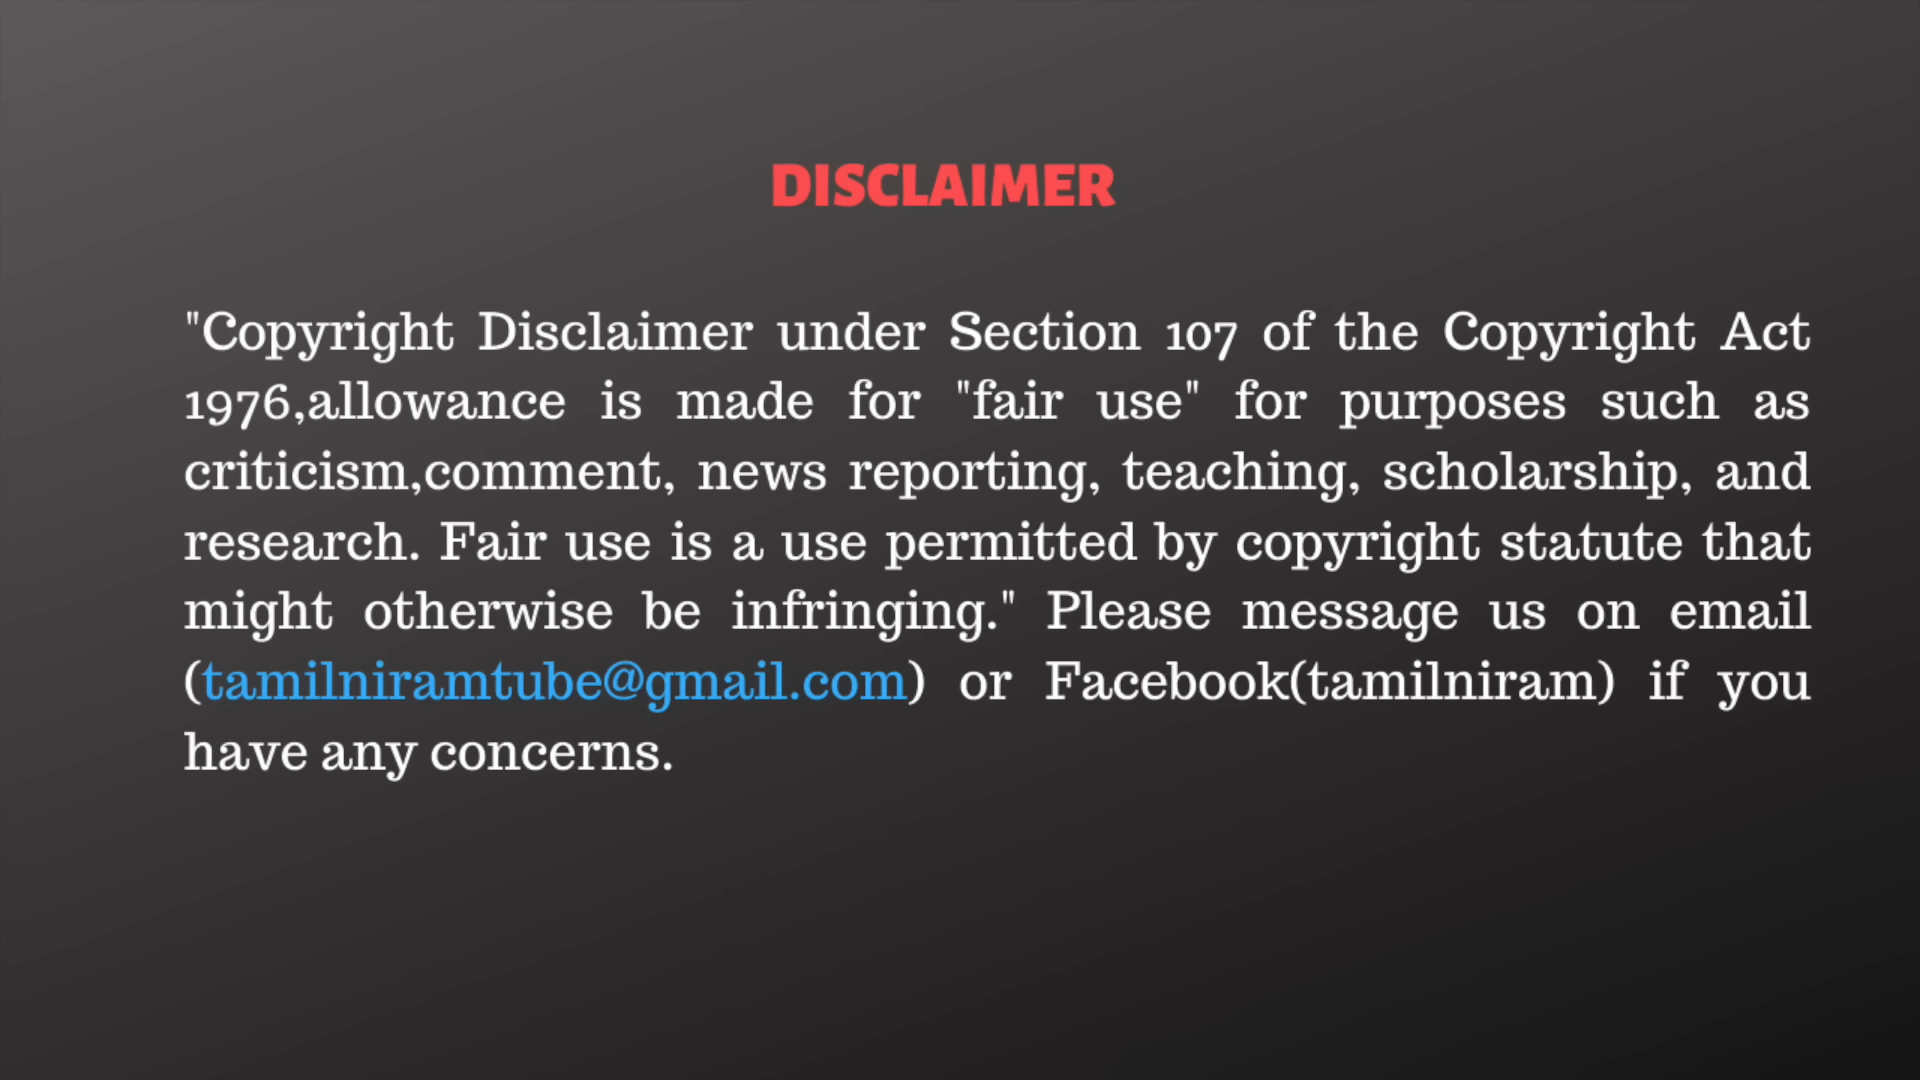 DISCLAIMER
"Copyright Disclaimer under Section 107 of the Copyright Act
1976,allowance is made for "fair use" for purposes such as
criticism,comment, news reporting, teaching, scholarship, and
research. Fair use is a use permitted by copyright statute that
might otherwise be infringing." Please message us on email
(tamilniramtube@gmail.com) or Facebook(tamilniram) if you
have any concerns.